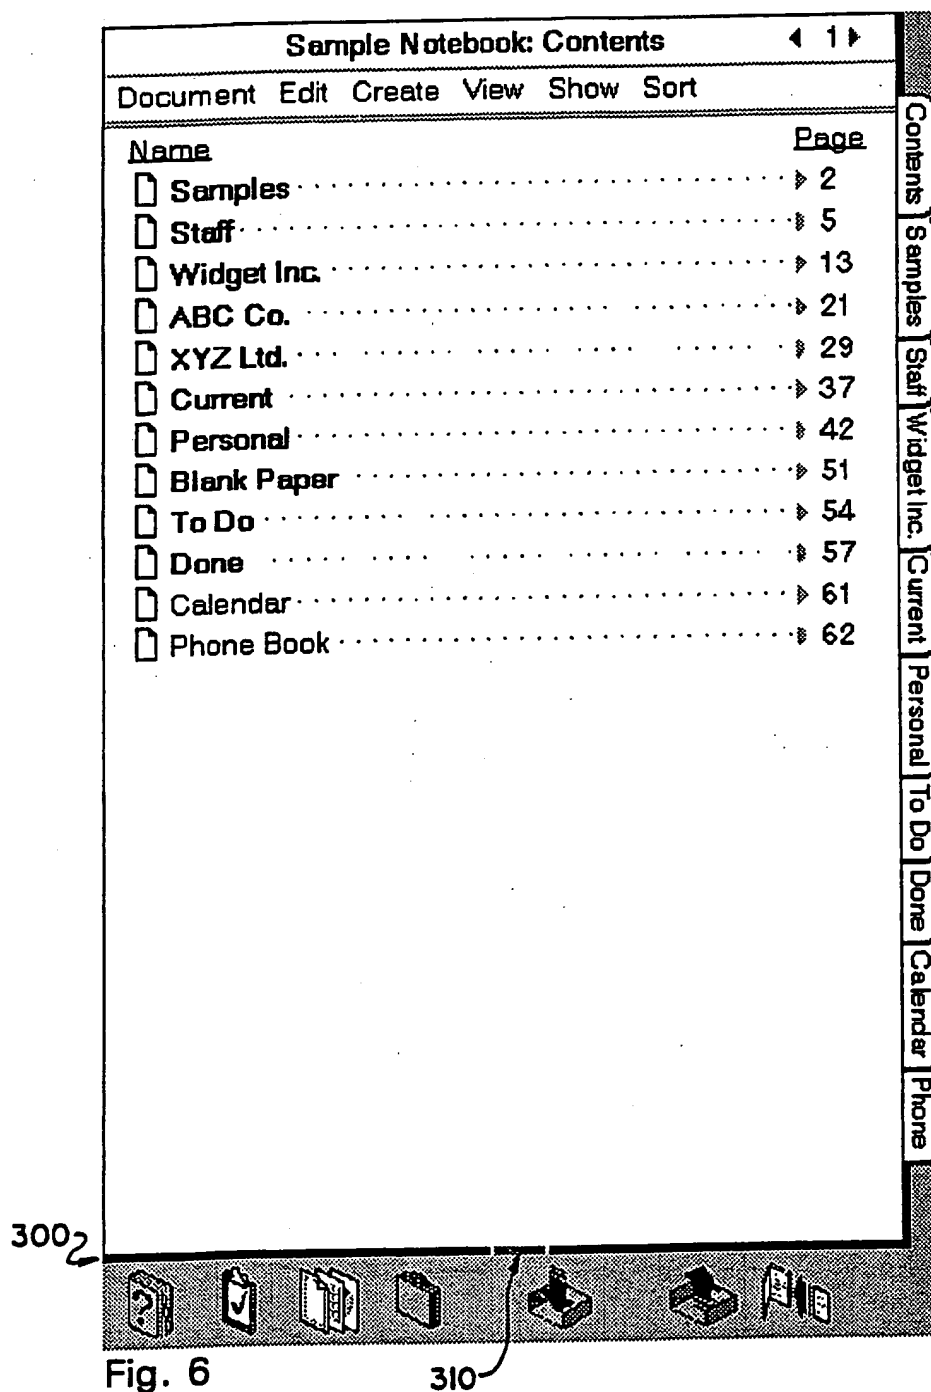 Sample Notebook: Contents 1
Document Edit Create View Show Sort
Name Page
Samples 2
Staff 5
Widget Inc. 13
ABC Co. 21
XYZ Ltd. 29
Current 37
Personal 42
Blank Paper 51
To Do 54
Done 57
Calendar 61
Phone Book 62
Contents
Samples
Staff
Widget Inc.
Current
Personal
To Do
Done
Calendar
Phone
300
?
Fig. 6
310